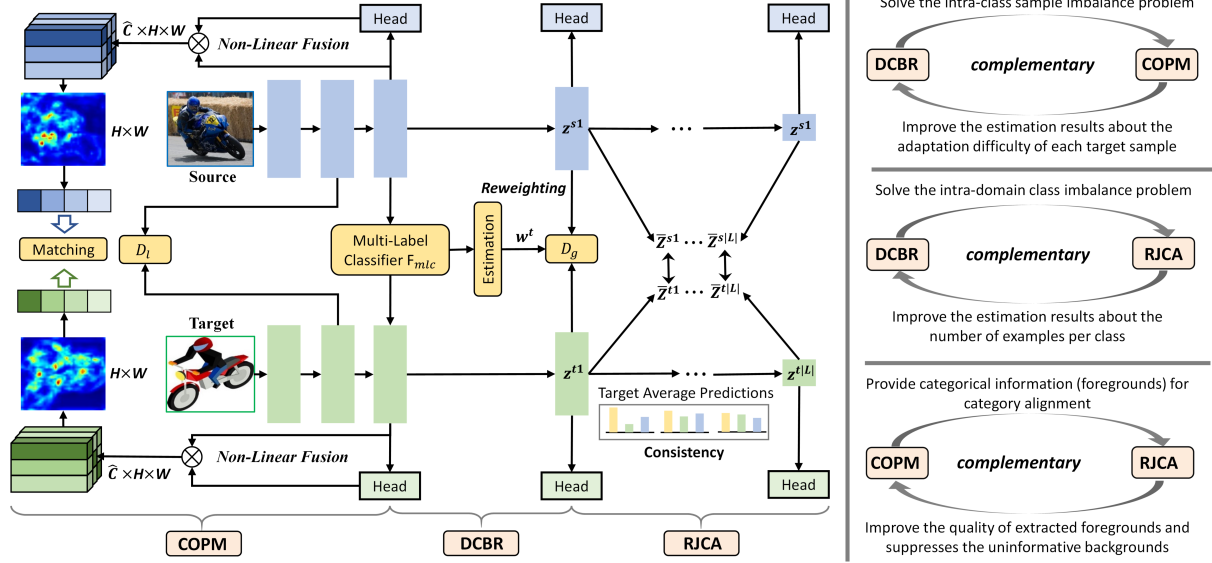 Head
Head
Head
Ĉ ×H×W
Non-Linear Fusion
H×W
Source
z^{s1}
...
z^{s1}
Reweighting
Matching
D_l
Multi-Label
Classifier F_{mlc}
Estimation
w^t
D_g
Z̅^{s1} ... Z̅^{s|L|}
Z̅^{t1} ... Z̅^{t|L|}
Target
H×W
z^{t1}
...
z^{t|L|}
Target Average Predictions
Consistency
Ĉ ×H×W
Non-Linear Fusion
Head
Head
Head
COPM
DCBR
RJCA
Solve the intra-class sample imbalance problem
DCBR complementary COPM
Improve the estimation results about the
adaptation difficulty of each target sample
Solve the intra-domain class imbalance problem
DCBR complementary RJCA
Improve the estimation results about the
number of examples per class
Provide categorical information (foregrounds) for
category alignment
COPM complementary RJCA
Improve the quality of extracted foregrounds and
suppresses the uninformative backgrounds